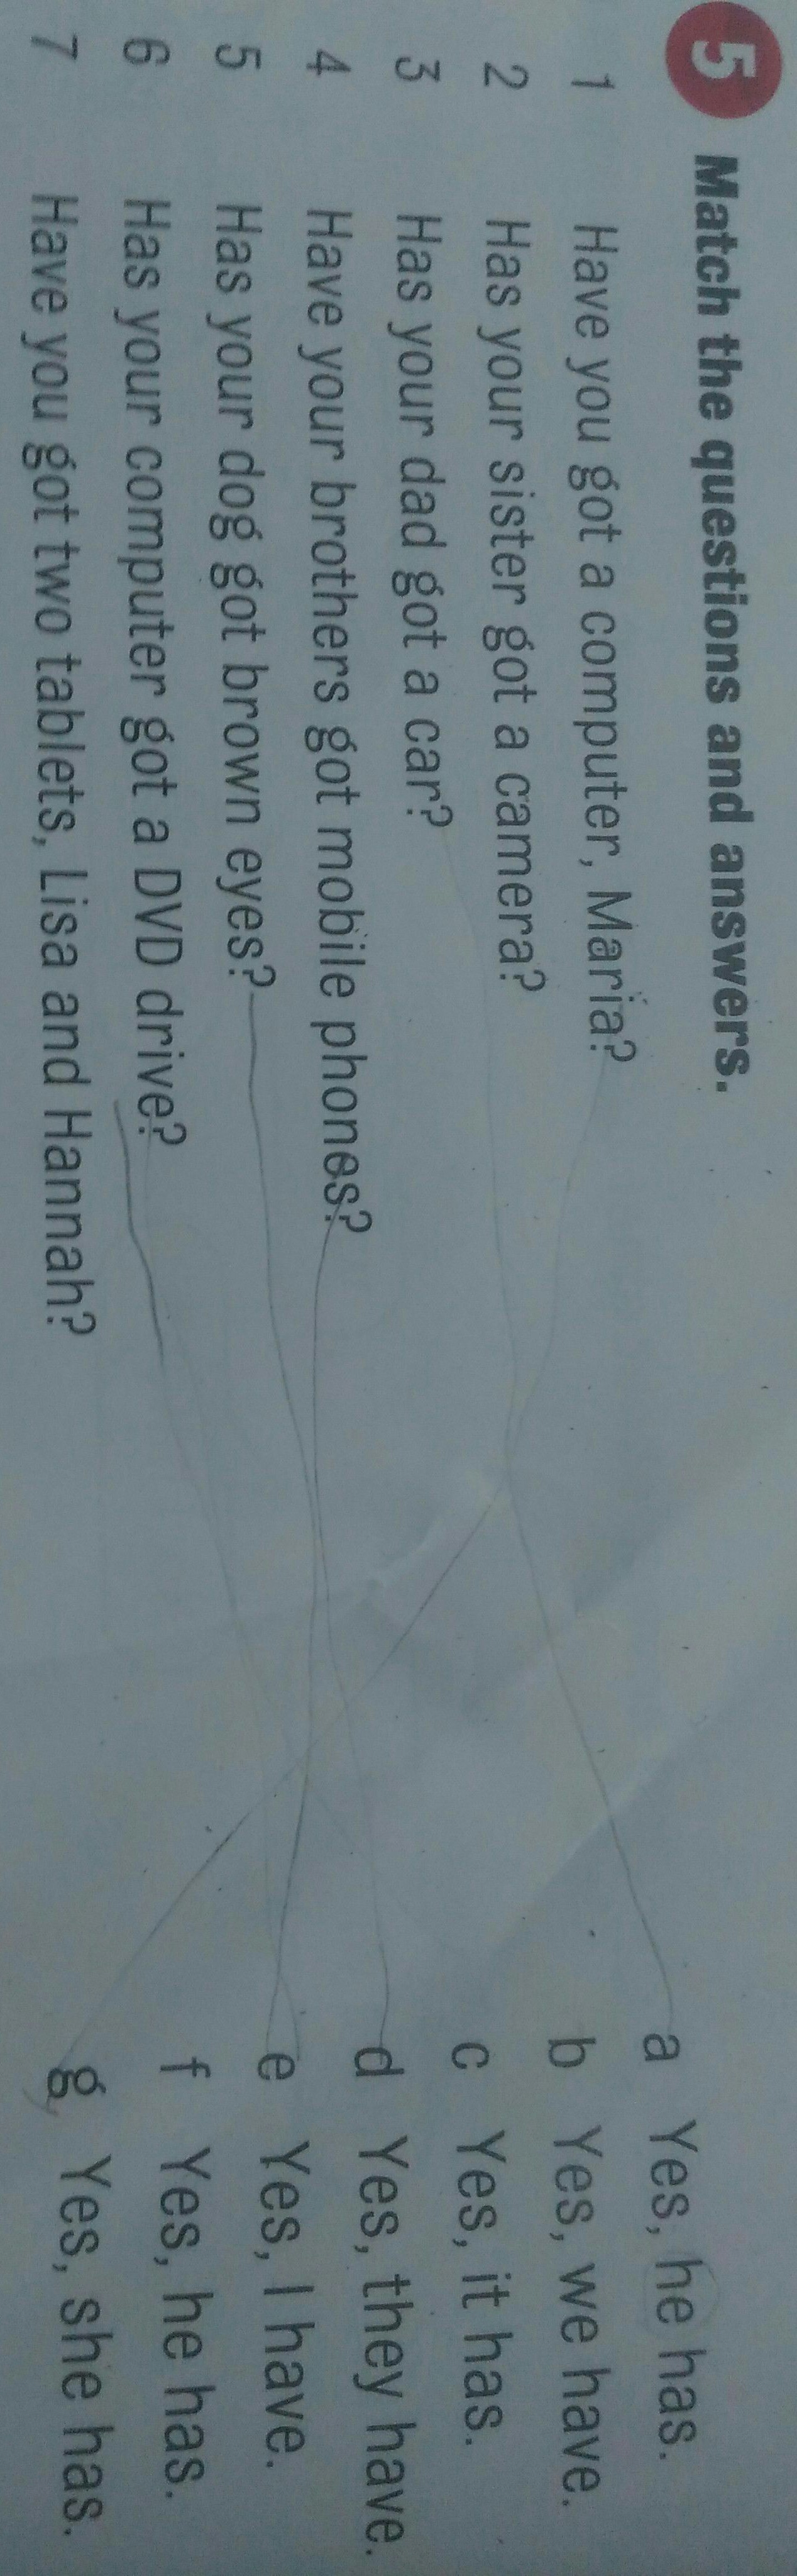 5 Match the questions and answers.
1 Have you got a computer, Maria?
2 Has your sister got a camera?
3 Has your dad got a car?
4 Have your brothers got mobile phones?
5 Has your dog got brown eyes?
6 Has your computer got a DVD drive?
7 Have you got two tablets, Lisa and Hannah?
a Yes, he has.
b Yes, we have.
c Yes, it has.
d Yes, they have.
e Yes, I have.
f Yes, he has.
g Yes, she has.